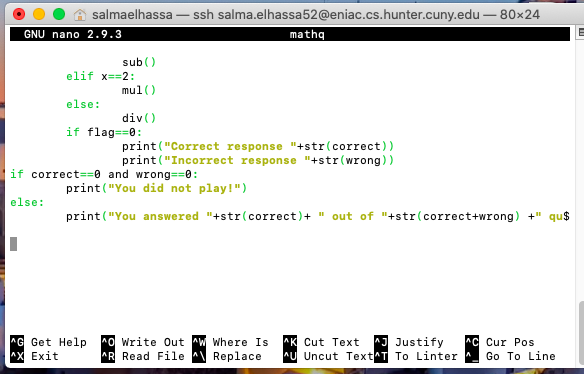 salmaelhassa — ssh salma.elhassa52@eniac.cs.hunter.cuny.edu — 80×24
GNU nano 2.9.3 mathq
sub()
elif x==2:
mul()
else:
div()
if flag==0:
print("Correct response "+str(correct))
print("Incorrect response "+str(wrong))
if correct==0 and wrong==0:
print("You did not play!")
else:
print("You answered "+str(correct)+ " out of "+str(correct+wrong) +" qu$
^G Get Help ^O Write Out ^W Where Is ^K Cut Text ^J Justify ^C Cur Pos
^X Exit ^R Read File ^\ Replace ^U Uncut Text ^T To Linter ^_ Go To Line